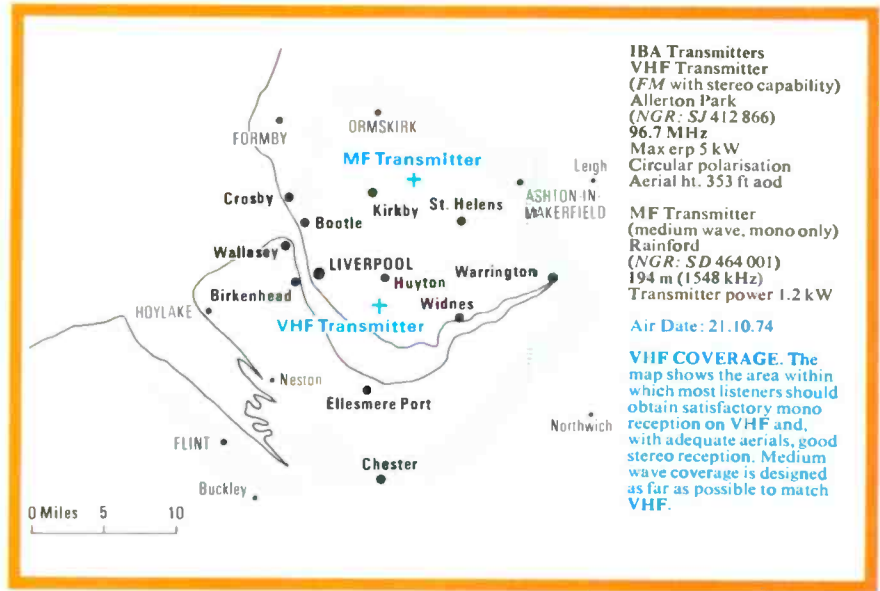 FORMBY
ORMSKIRK
MF Transmitter
Leigh
Crosby
Kirkby
St. Helens
ASHTON-IN-
MAKERFIELD
Bootle
Wallasey
LIVERPOOL
Huyton
Warrington
Birkenhead
Widnes
HOYLAKE
VHF Transmitter
Neston
Ellesmere Port
Northwich
FLINT
Chester
Buckley
0 Miles 5 10
IBA Transmitters
VHF Transmitter
(FM with stereo capability)
Allerton Park
(NGR: SJ 412 866)
96.7 MHz
Max erp 5 kW
Circular polarisation
Aerial ht. 353 ft aod
MF Transmitter
(medium wave, mono only)
Rainford
(NGR: SD 464 001)
194 m (1548 kHz)
Transmitter power 1.2 kW
Air Date: 21.10.74
VHF COVERAGE. The
map shows the area within
which most listeners should
obtain satisfactory mono
reception on VHF and,
with adequate aerials, good
stereo reception. Medium
wave coverage is designed
as far as possible to match
VHF.